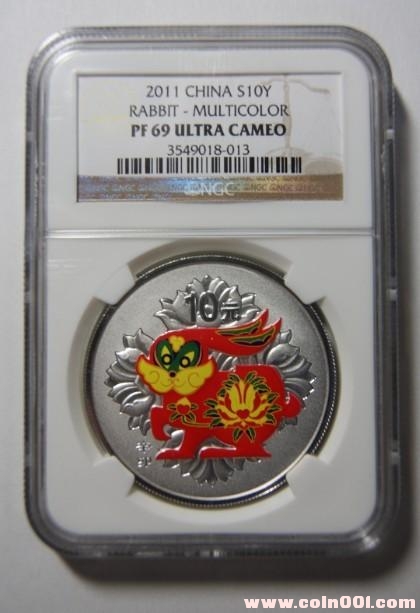 2011 CHINA S10Y
RABBIT - MULTICOLOR
PF 69 ULTRA CAMEO
3549018-013
NGC
10元
www.coin001.com